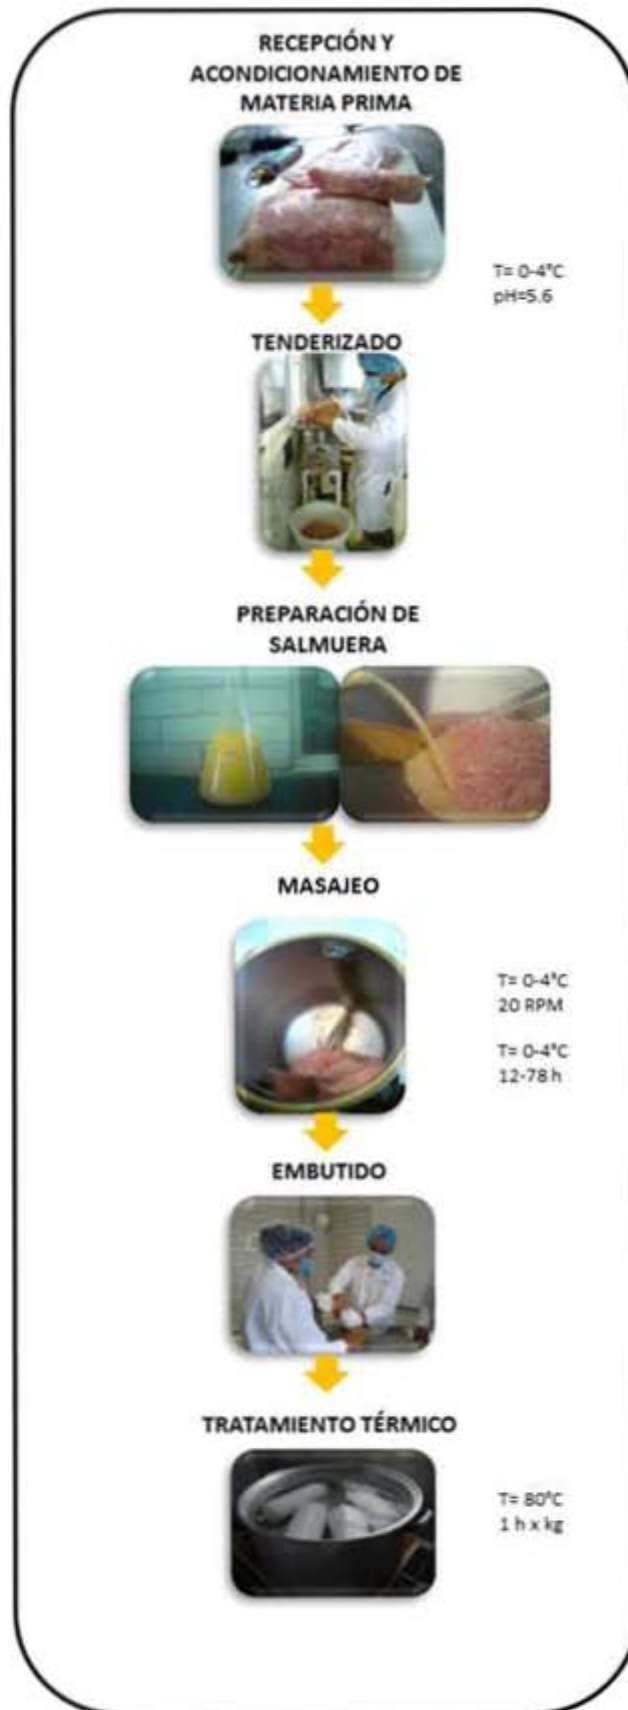 RECEPCIÓN Y
ACONDICIONAMIENTO DE
MATERIA PRIMA
T= 0-4°C
pH=5.6
TENDERIZADO
PREPARACIÓN DE
SALMUERA
MASAJEO
T= 0-4°C
20 RPM
T= 0-4°C
12-78 h
EMBUTIDO
TRATAMIENTO TÉRMICO
T= 80°C
1 h x kg